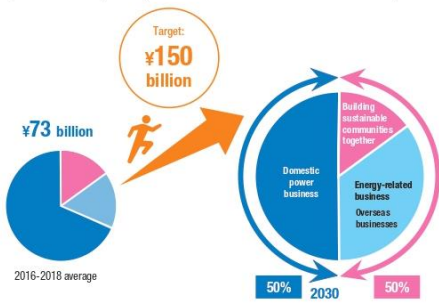 Target:
¥150
billion
¥73 billion
2016-2018 average
Building
sustainable
communities
together
Domestic
power
business
Energy-related
business
Overseas
businesses
50%
2030
50%